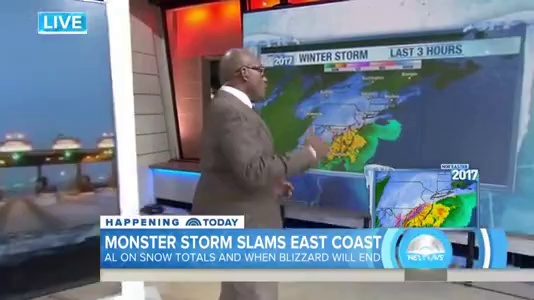 LIVE
2017 WINTER STORM LAST 3 HOURS
2017
HAPPENING TODAY
MONSTER STORM SLAMS EAST COAST
AL ON SNOW TOTALS AND WHEN BLIZZARD WILL END